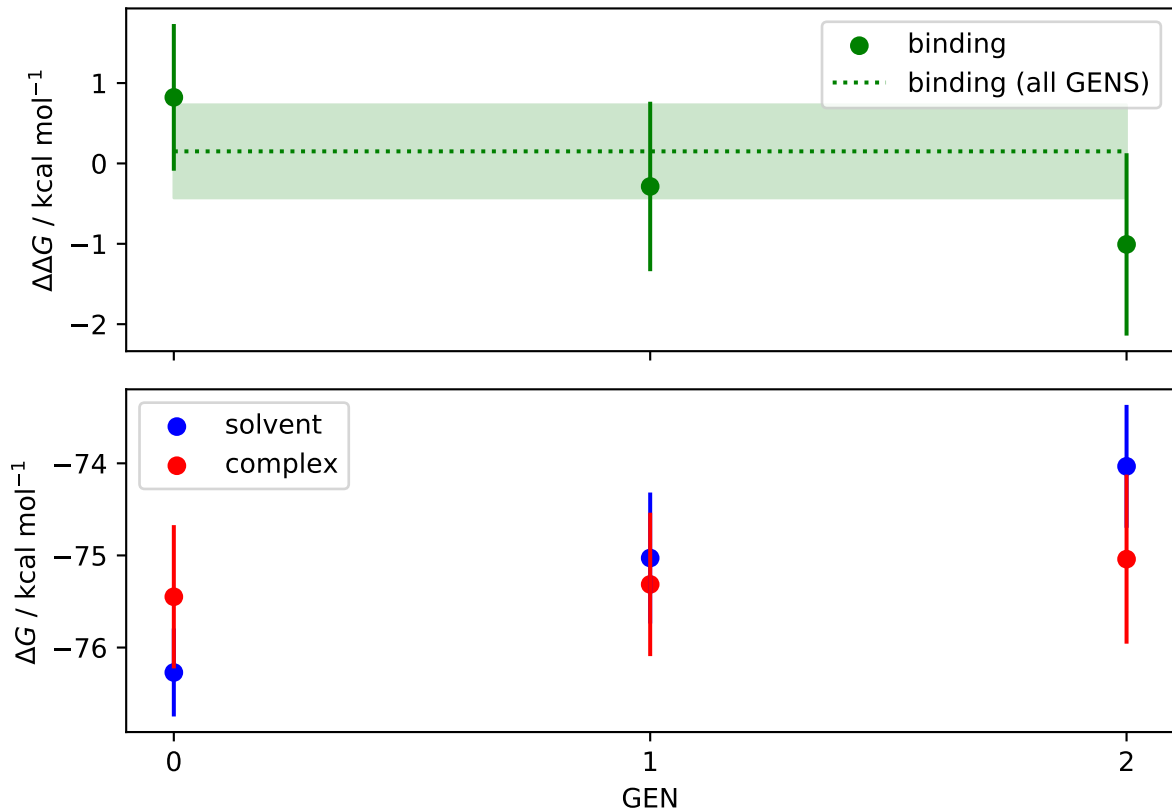 1
0
−1
−2
ΔΔG / kcal mol⁻¹
binding
binding (all GENS)
−74
−75
−76
ΔG / kcal mol⁻¹
solvent
complex
0 1 2
GEN